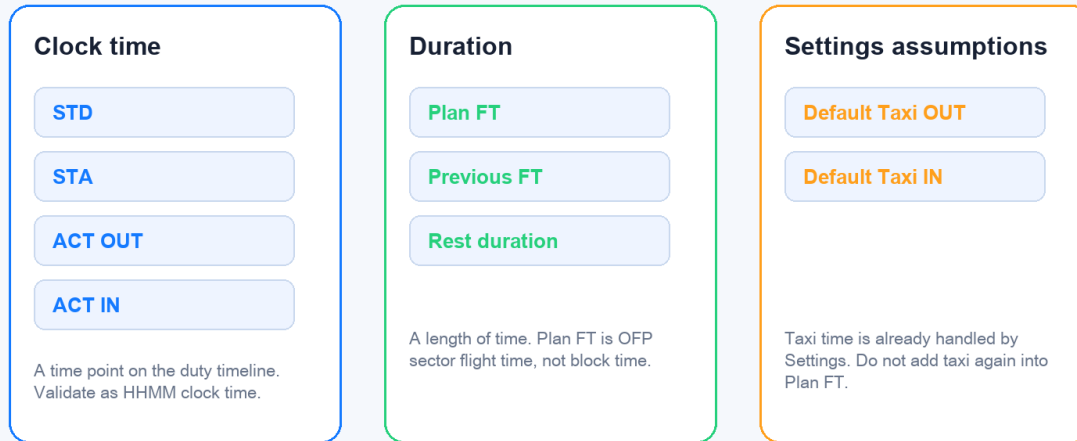 Clock time
STD
STA
ACT OUT
ACT IN
A time point on the duty timeline.
Validate as HHMM clock time.
Duration
Plan FT
Previous FT
Rest duration
A length of time. Plan FT is OFP
sector flight time, not block time.
Settings assumptions
Default Taxi OUT
Default Taxi IN
Taxi time is already handled by
Settings. Do not add taxi again into
Plan FT.